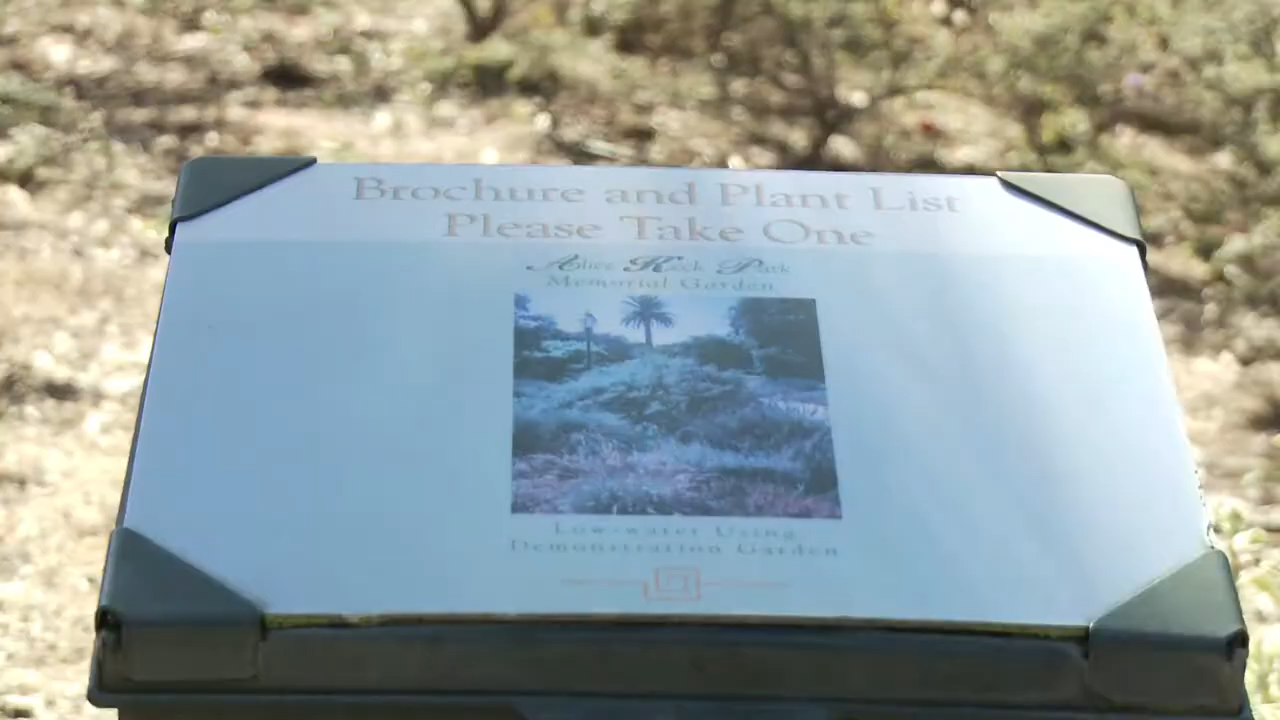 Brochure and Plant List
Please Take One
Alice Keck Park
Memorial Garden
Low-water Using
Demonstration Garden